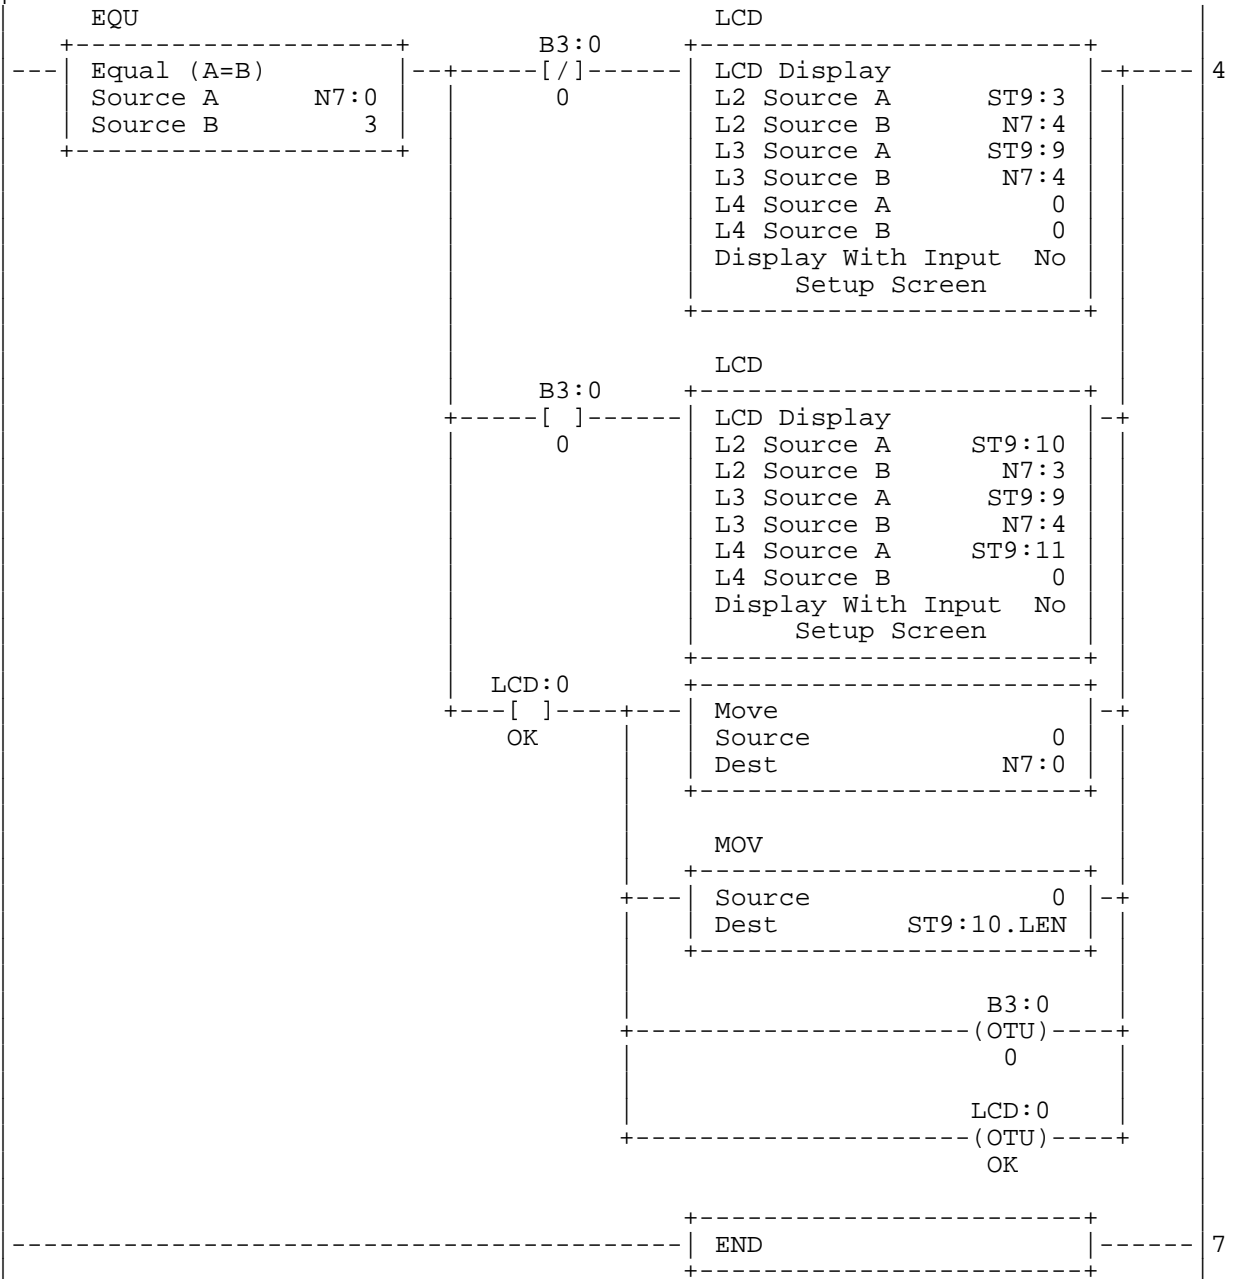 EQU LCD
B3:0
Equal (A=B) [/] LCD Display 4
Source A N7:0 0 L2 Source A ST9:3
Source B 3 L2 Source B N7:4
L3 Source A ST9:9
L3 Source B N7:4
L4 Source A 0
L4 Source B 0
Display With Input No
Setup Screen
LCD
B3:0
[ ] LCD Display
0 L2 Source A ST9:10
L2 Source B N7:3
L3 Source A ST9:9
L3 Source B N7:4
L4 Source A ST9:11
L4 Source B 0
Display With Input No
Setup Screen
LCD:0
[ ] Move
OK Source 0
Dest N7:0
MOV
Source 0
Dest ST9:10.LEN
B3:0
(OTU)
0
LCD:0
(OTU)
OK
END 7